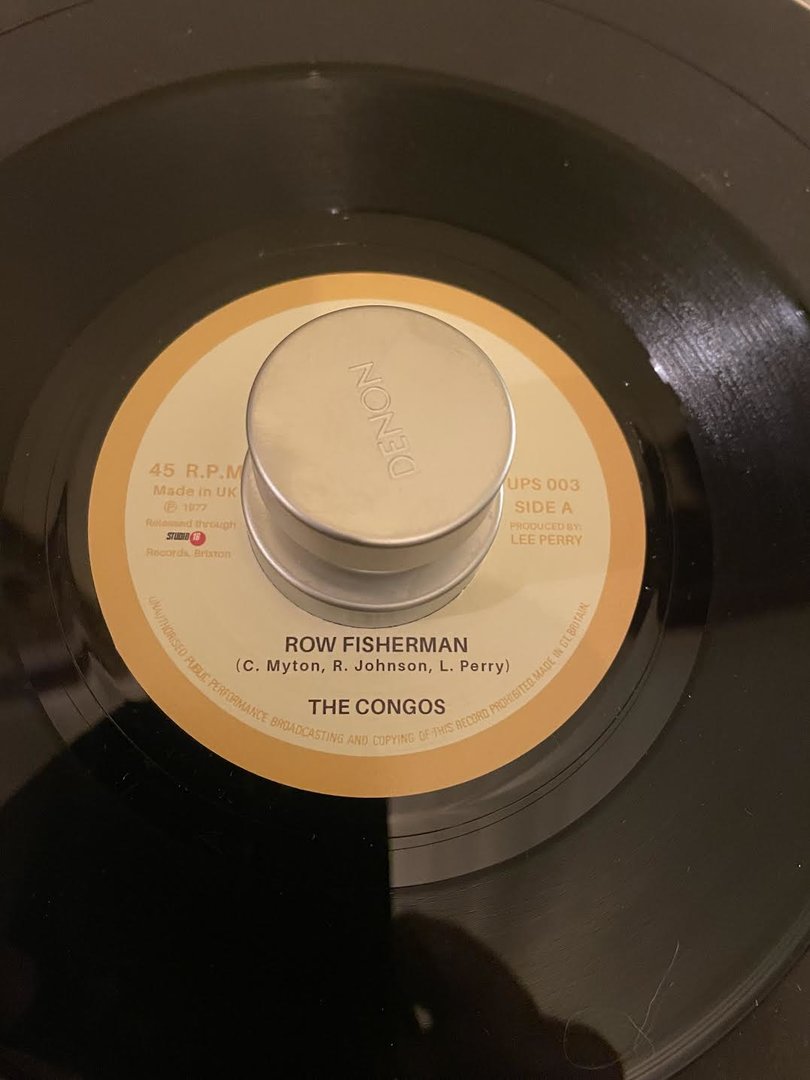 DENON
45 R.P.M
Made in UK
℗ 1977
Released through
STUDIO 16
Records, Brixton
UPS 003
SIDE A
PRODUCED BY:
LEE PERRY
ROW FISHERMAN
(C. Myton, R. Johnson, L. Perry)
THE CONGOS
UNAUTHORISED PUBLIC PERFORMANCE BROADCASTING AND COPYING OF THIS RECORD PROHIBITED.MADE IN GT.BRITAIN.